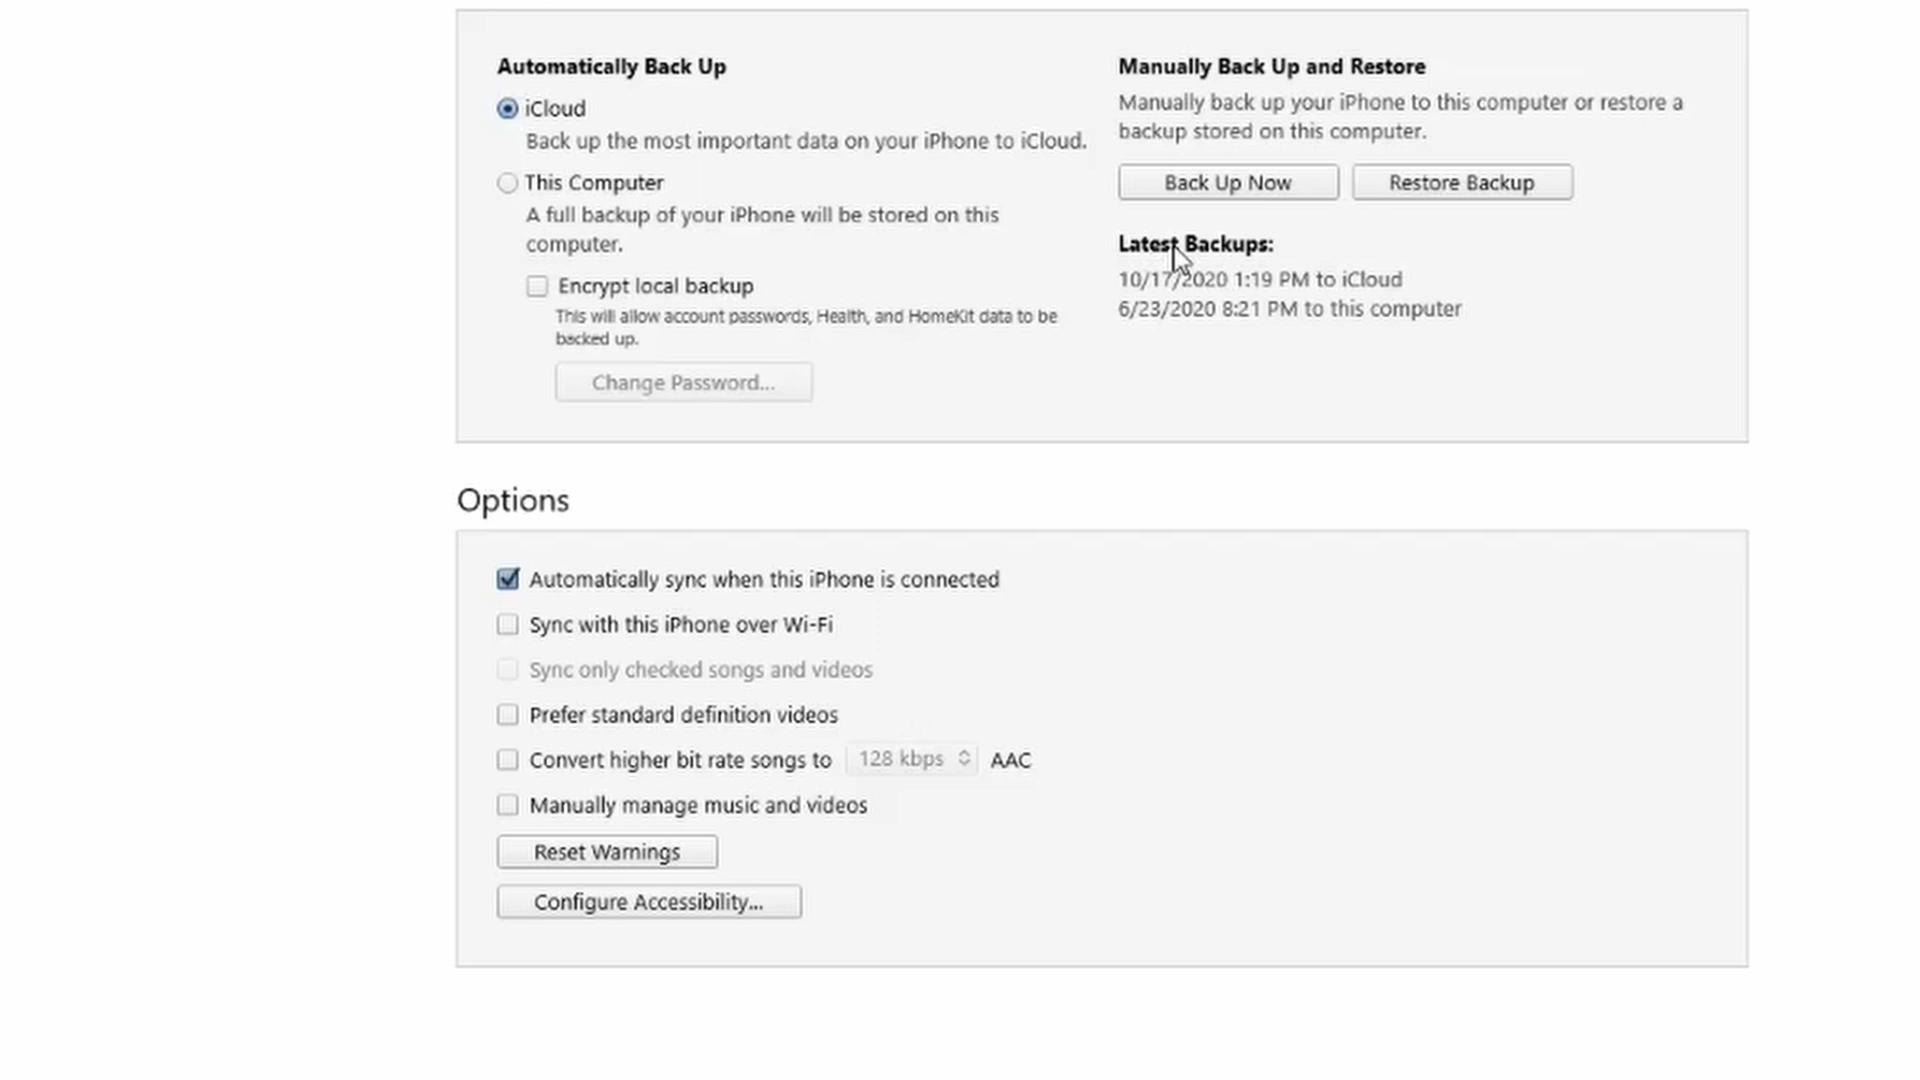 Automatically Back Up
iCloud
Back up the most important data on your iPhone to iCloud.
This Computer
A full backup of your iPhone will be stored on this
computer.
Encrypt local backup
This will allow account passwords, Health, and HomeKit data to be
backed up.
Change Password...
Manually Back Up and Restore
Manually back up your iPhone to this computer or restore a
backup stored on this computer.
Back Up Now
Restore Backup
Latest Backups:
10/17/2020 1:19 PM to iCloud
6/23/2020 8:21 PM to this computer
Options
Automatically sync when this iPhone is connected
Sync with this iPhone over Wi-Fi
Sync only checked songs and videos
Prefer standard definition videos
Convert higher bit rate songs to 128 kbps AAC
Manually manage music and videos
Reset Warnings
Configure Accessibility...